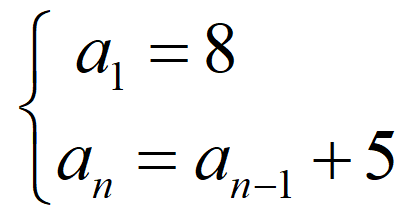 a₁ = 8
aₙ = aₙ₋₁ + 5